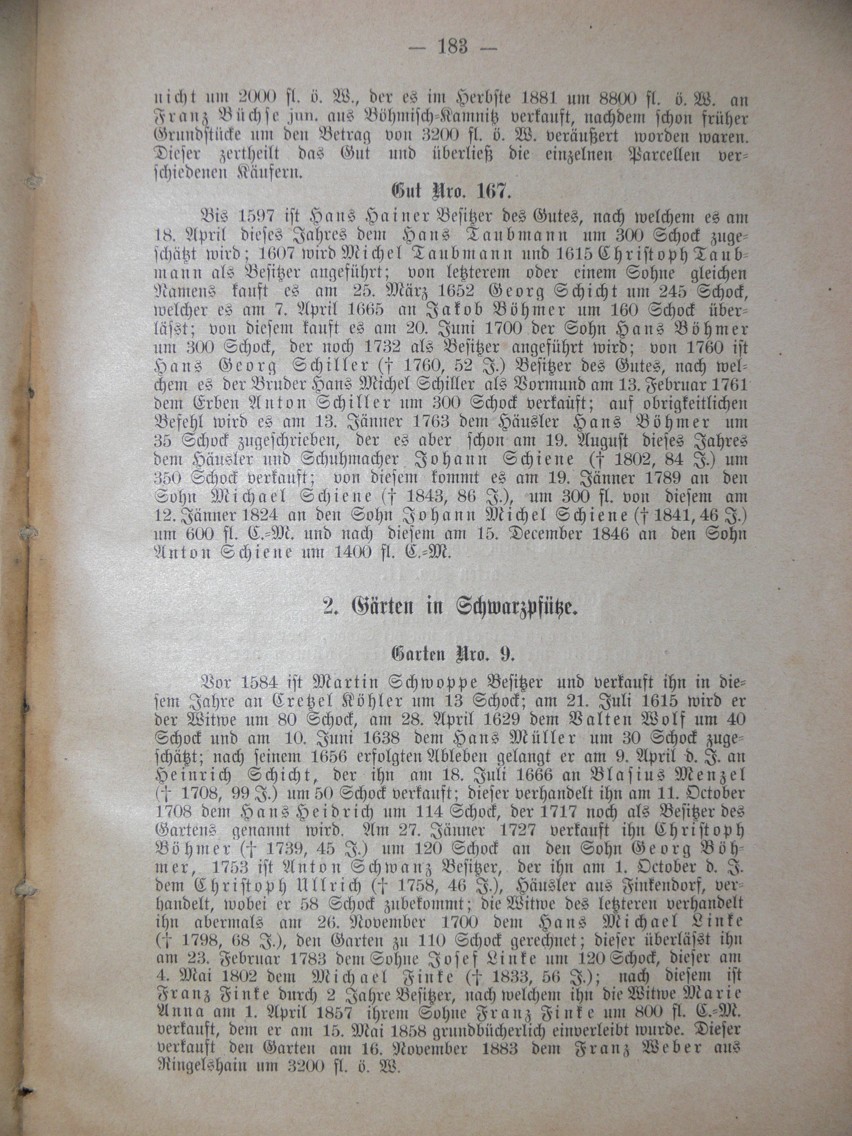 — 183 —
nicht um 2000 fl. ö. W., der es im Herbste 1881 um 8800 fl. ö. W. an
Franz Büchse jun. aus Böhmisch-Kamnitz verkauft, nachdem schon früher
Grundstücke um den Betrag von 3200 fl. ö. W. veräußert worden waren.
Dieser zertheilt das Gut und überließ die einzelnen Parcellen ver-
schiedenen Käufern.
Gut Nro. 167.
Bis 1597 ist Hans Hainer Besitzer des Gutes, nach welchem es am
18. April dieses Jahres dem Hans Taubmann um 300 Schock zuge-
schätzt wird; 1607 wird Michel Taubmann und 1615 Christoph Taub-
mann als Besitzer angeführt; von letzterem oder einem Sohne gleichen
Namens kauft es am 25. März 1652 Georg Schicht um 245 Schock,
welcher es am 7. April 1665 an Jakob Böhmer um 160 Schock über-
läßt; von diesem kauft es am 20. Juni 1700 der Sohn Hans Böhmer
um 300 Schock, der noch 1732 als Besitzer angeführt wird; von 1760 ist
Hans Georg Schiller († 1760, 52 J.) Besitzer des Gutes, nach wel-
chem es der Bruder Hans Michel Schiller als Vormund am 13. Februar 1761
dem Erben Anton Schiller um 300 Schock verkauft; auf obrigkeitlichen
Befehl wird es am 13. Jänner 1763 dem Häusler Hans Böhmer um
35 Schock zugeschrieben, der es aber schon am 19. August dieses Jahres
dem Häusler und Schuhmacher Johann Schiene († 1802, 84 J.) um
350 Schock verkauft; von diesem kommt es am 19. Jänner 1789 an den
Sohn Michael Schiene († 1843, 86 J.), um 300 fl. von diesem am
12. Jänner 1824 an den Sohn Johann Michel Schiene († 1841, 46 J.)
um 600 fl. C.-M. und nach diesem am 15. December 1846 an den Sohn
Anton Schiene um 1400 fl. C.-M.
2. Gärten in Schwarzpfütze.
Garten Nro. 9.
Vor 1584 ist Martin Schwoppe Besitzer und verkauft ihn in die-
sem Jahre an Cretzel Köhler um 13 Schock; am 21. Juli 1615 wird er
der Witwe um 80 Schock, am 28. April 1629 dem Valten Wolf um 40
Schock und am 10. Juni 1638 dem Hans Müller um 30 Schock zuge-
schätzt; nach seinem 1656 erfolgten Ableben gelangt er am 9. April d. J. an
Heinrich Schicht, der ihn am 18. Juli 1666 an Blasius Menzel
(† 1708, 99 J.) um 50 Schock verkauft; dieser verhandelt ihn am 11. October
1708 dem Hans Heidrich um 114 Schock, der 1717 noch als Besitzer des
Gartens genannt wird. Am 27. Jänner 1727 verkauft ihn Christoph
Böhmer († 1739, 45 J.) um 120 Schock an den Sohn Georg Böh-
mer, 1753 ist Anton Schwanz Besitzer, der ihn am 1. October d. J.
dem Christoph Ullrich († 1758, 46 J.), Häusler aus Finkendorf, ver-
handelt, wobei er 58 Schock zubekommt; die Witwe des letzteren verhandelt
ihn abermals am 26. November 1700 dem Hans Michael Linke
(† 1798, 68 J.), den Garten zu 110 Schock gerechnet; dieser überläßt ihn
am 23. Februar 1783 dem Sohne Josef Linke um 120 Schock, dieser am
4. Mai 1802 dem Michael Finke († 1833, 56 J.); nach diesem ist
Franz Finke durch 2 Jahre Besitzer, nach welchem ihn die Witwe Marie
Anna am 1. April 1857 ihrem Sohne Franz Finke um 800 fl. C.-M.
verkauft, dem er am 15. Mai 1858 grundbücherlich einverleibt wurde. Dieser
verkauft den Garten am 16. November 1883 dem Franz Weber aus
Ringelshain um 3200 fl. ö. W.